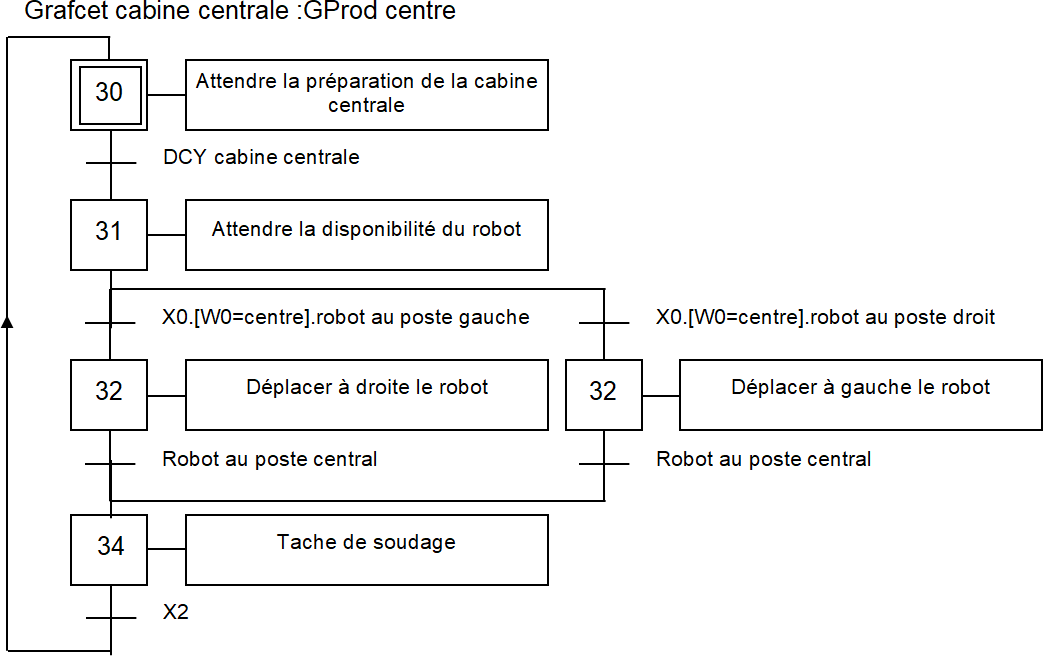 Grafcet cabine centrale :GProd centre
30
Attendre la préparation de la cabine
centrale
DCY cabine centrale
31
Attendre la disponibilité du robot
X0.[W0=centre].robot au poste gauche
X0.[W0=centre].robot au poste droit
32
Déplacer à droite le robot
32
Déplacer à gauche le robot
Robot au poste central
Robot au poste central
34
Tache de soudage
X2